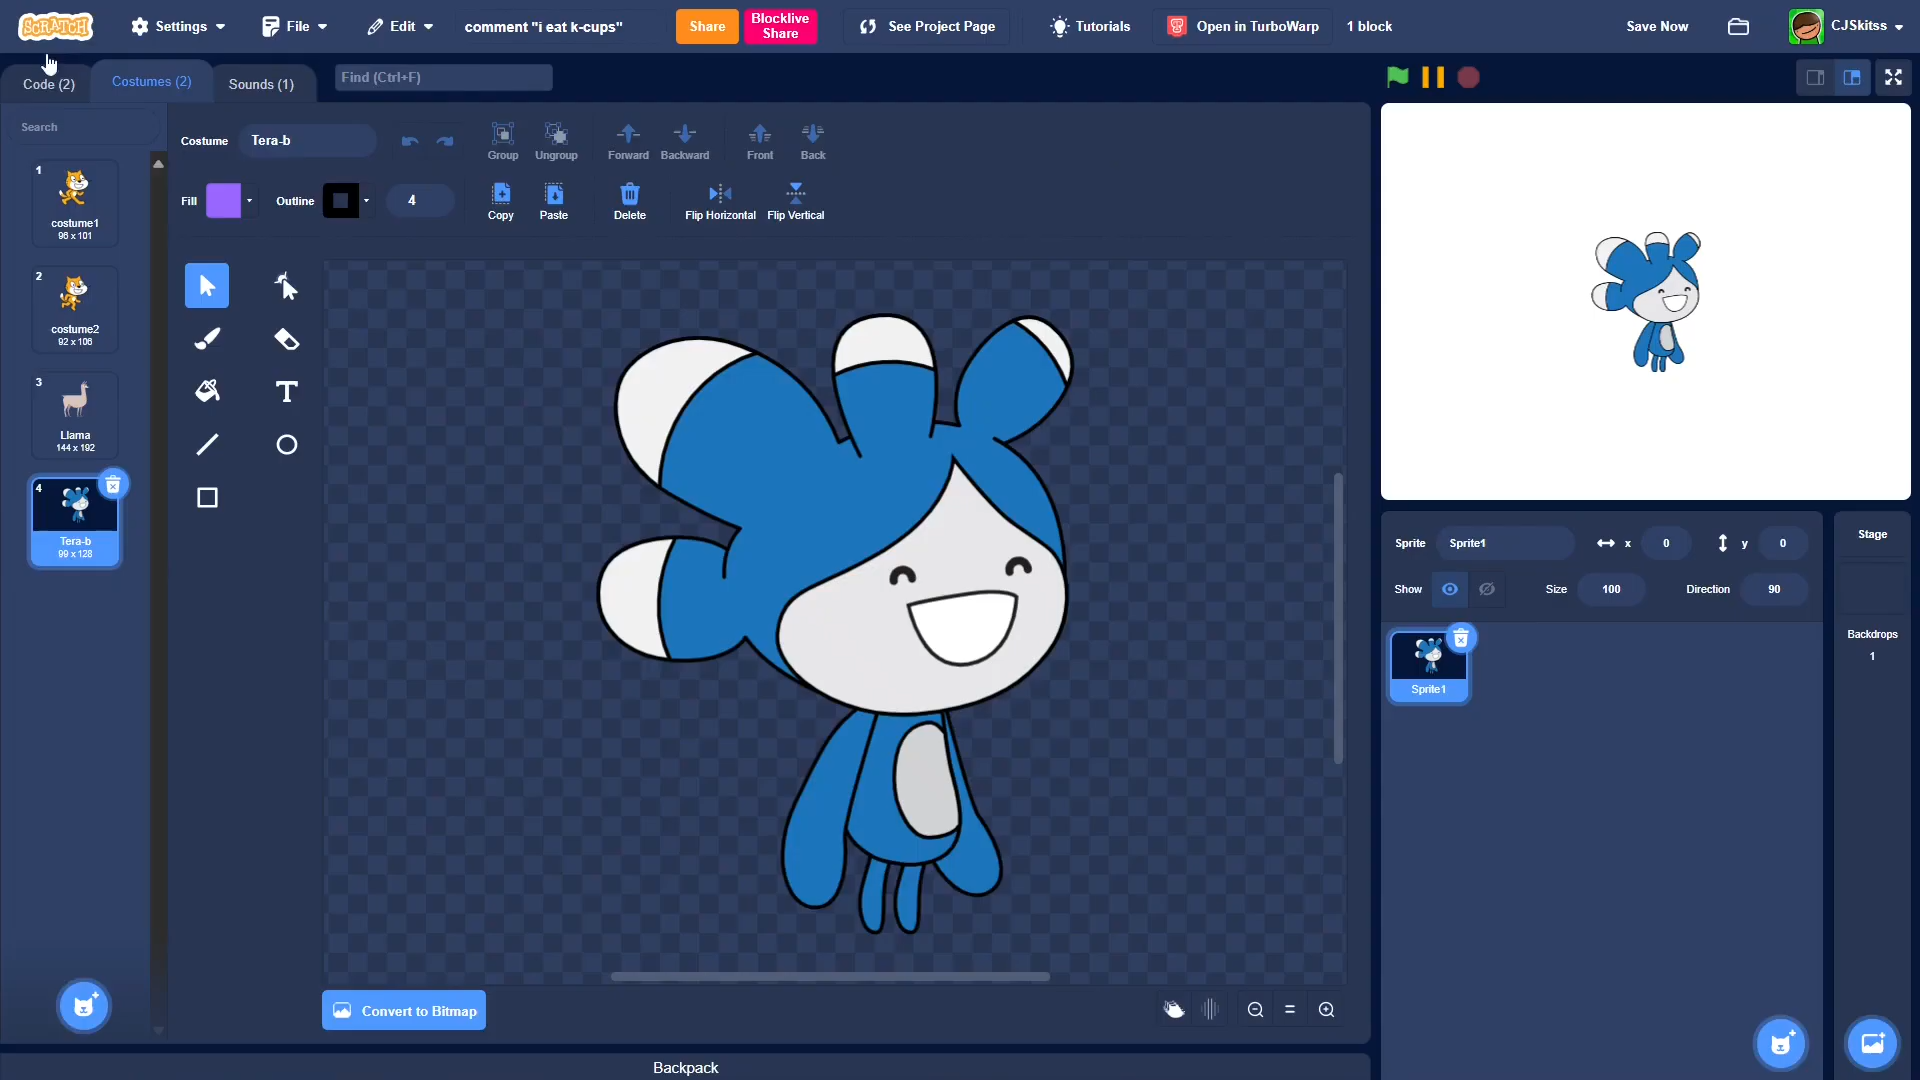 SCRATCH
Settings
File
Edit
comment "i eat k-cups"
Share
Blocklive
Share
See Project Page
Tutorials
Open in TurboWarp
1 block
Save Now
CJSkitss
Code (2)
Costumes (2)
Sounds (1)
Find (Ctrl+F)
Search
Costume
Tera-b
Group
Ungroup
Forward
Backward
Front
Back
Fill
Outline
4
Copy
Paste
Delete
Flip Horizontal
Flip Vertical
1
costume1
96 x 101
2
costume2
92 x 106
3
Llama
144 x 192
4
Tera-b
99 x 128
Convert to Bitmap
Backpack
Sprite
Sprite1
x
0
y
0
Show
Size
100
Direction
90
Sprite1
Stage
Backdrops
1